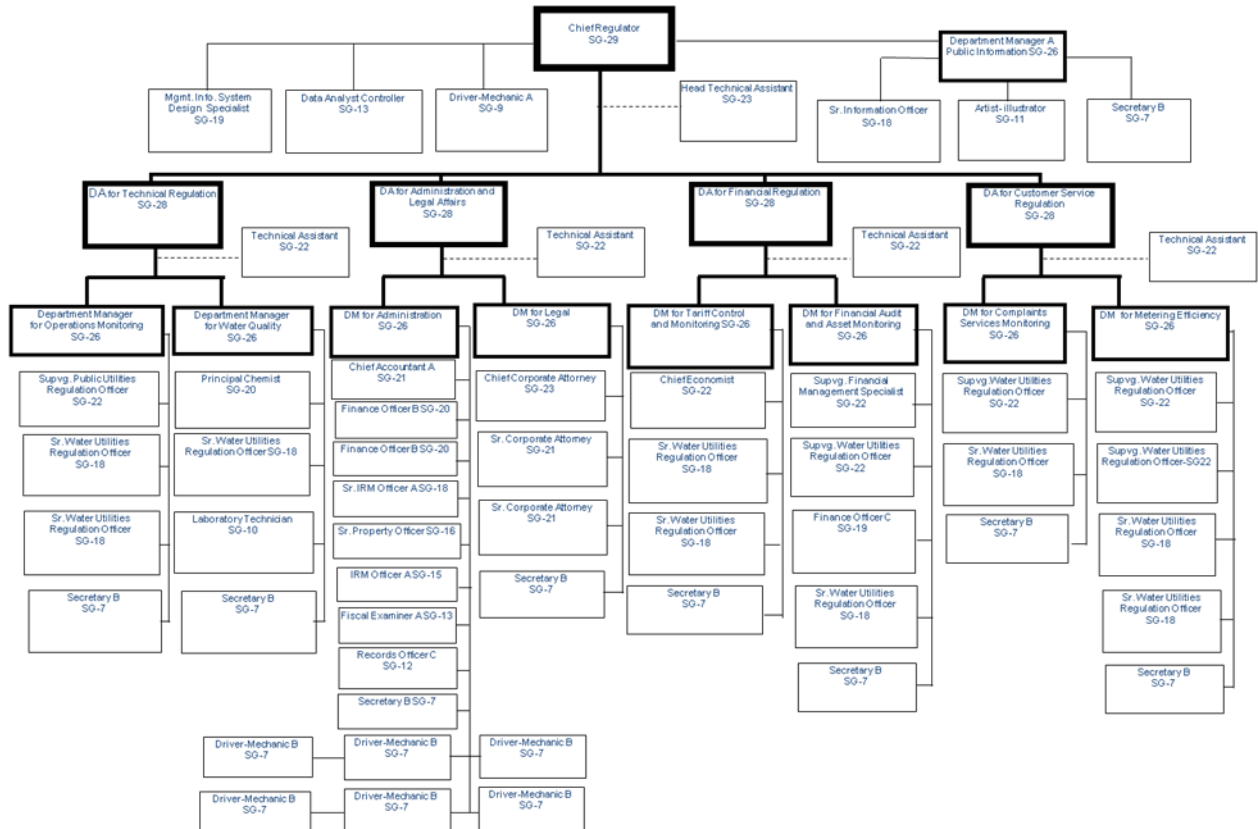 Chief Regulator
SG-29
Department Manager A
Public Information SG-26
Mgmt. Info. System
Design Specialist
SG-19
Data Analyst Controller
SG-13
Driver-Mechanic A
SG-9
Head Technical Assistant
SG-23
Sr. Information Officer
SG-18
Artist- illustrator
SG-11
Secretary B
SG-7
DA for Technical Regulation
SG-28
DA for Administration and
Legal Affairs
SG-28
DA for Financial Regulation
SG-28
DA for Customer Service
Regulation
SG-28
Technical Assistant
SG-22
Technical Assistant
SG-22
Technical Assistant
SG-22
Technical Assistant
SG-22
Department Manager
for Operations Monitoring
SG-26
Department Manager
for Water Quality
SG-26
DM for Administration
SG-26
DM for Legal
SG-26
DM for Tariff Control
and Monitoring SG-26
DM for Financial Audit
and Asset Monitoring
SG-26
DM for Complaints
Services Monitoring
SG-26
DM for Metering Efficiency
SG-26
Supvg. Public Utilities
Regulation Officer
SG-22
Sr. Water Utilities
Regulation Officer
SG-18
Sr. Water Utilities
Regulation Officer
SG-18
Secretary B
SG-7
Principal Chemist
SG-20
Sr. Water Utilities
Regulation Officer SG-18
Laboratory Technician
SG-10
Secretary B
SG-7
Chief Accountant A
SG-21
Finance Officer B SG-20
Finance Officer B SG-20
Sr. IRM Officer A SG-18
Sr. Property Officer SG-16
IRM Officer A SG-15
Fiscal Examiner A SG-13
Records Officer C
SG-12
Secretary B SG-7
Driver-Mechanic B
SG-7
Driver-Mechanic B
SG-7
Driver-Mechanic B
SG-7
Driver-Mechanic B
SG-7
Driver-Mechanic B
SG-7
Driver-Mechanic B
SG-7
Chief Corporate Attorney
SG-23
Sr. Corporate Attorney
SG-21
Sr. Corporate Attorney
SG-21
Secretary B
SG-7
Chief Economist
SG-22
Sr. Water Utilities
Regulation Officer
SG-18
Sr. Water Utilities
Regulation Officer
SG-18
Secretary B
SG-7
Supvg. Financial
Management Specialist
SG-22
Supvg. Water Utilities
Regulation Officer
SG-22
Finance Officer C
SG-19
Sr. Water Utilities
Regulation Officer
SG-18
Secretary B
SG-7
Supvg. Water Utilities
Regulation Officer
SG-22
Sr. Water Utilities
Regulation Officer
SG-18
Secretary B
SG-7
Supvg. Water Utilities
Regulation Officer
SG-22
Supvg. Water Utilities
Regulation Officer-SG22
Sr. Water Utilities
Regulation Officer
SG-18
Sr. Water Utilities
Regulation Officer
SG-18
Secretary B
SG-7